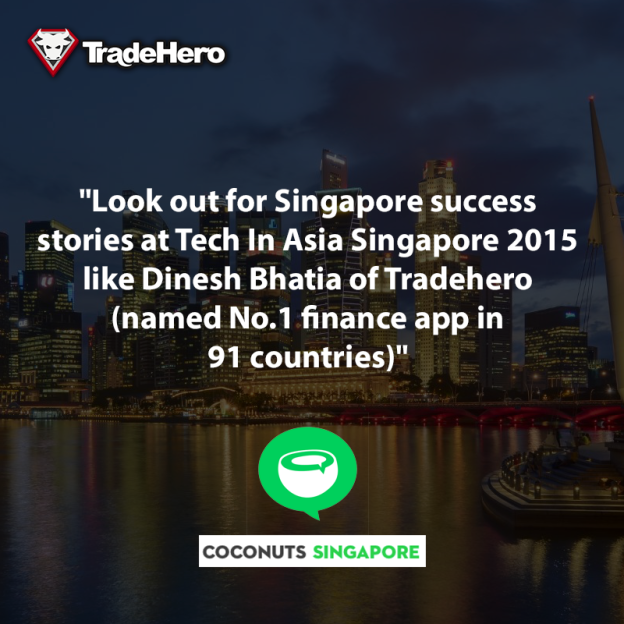 TradeHero
"Look out for Singapore success
stories at Tech In Asia Singapore 2015
like Dinesh Bhatia of Tradehero
(named No.1 finance app in
91 countries)"
COCONUTS SINGAPORE